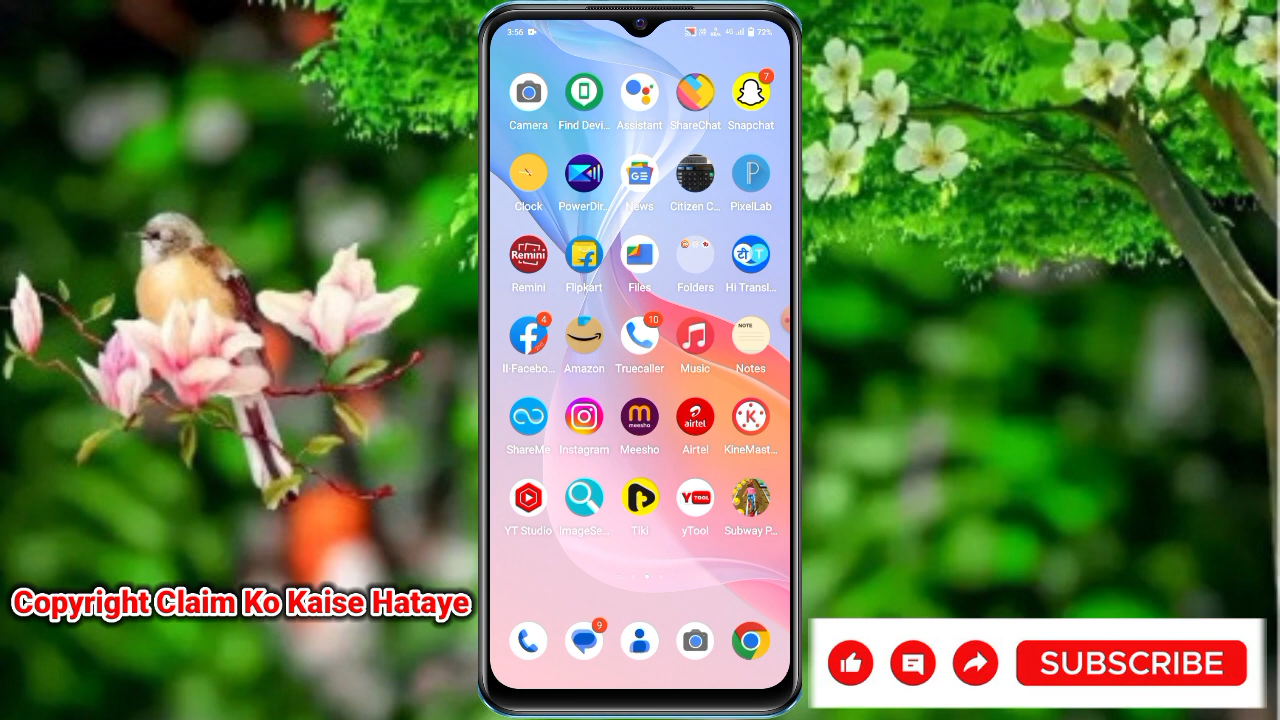 3:56 72%
Camera Find Devi... Assistant ShareChat Snapchat
7
Clock PowerDir... News Citizen C... PixelLab
GE
Remini Flipkart Files Folders Hi Transl...
Remini
4 10
NOTE
Facebo... Amazon Truecaller Music Notes
meesho airtel K
ShareMe Instagram Meesho Airtel KineMast...
Y TOOL
YT Studio ImageSe... Tiki yTool Subway P...
Copyright Claim Ko Kaise Hataye
9
SUBSCRIBE